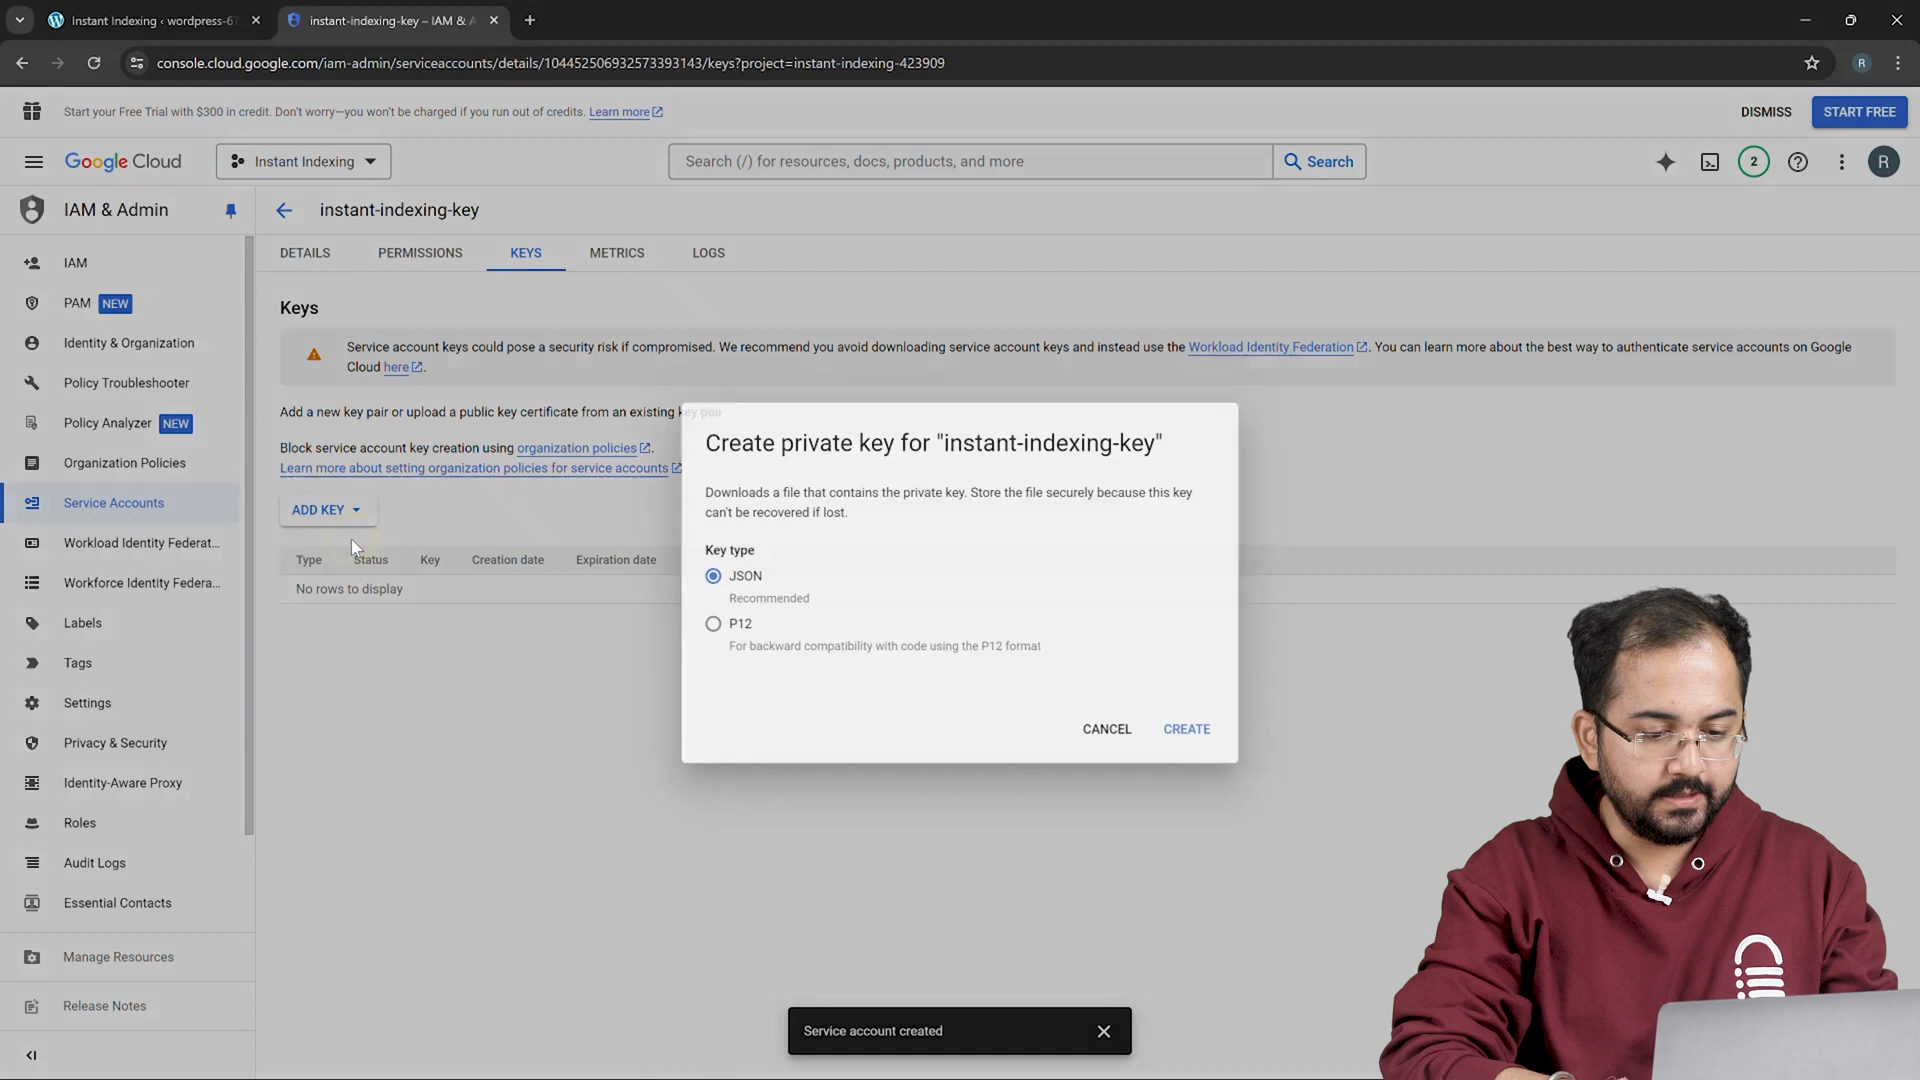 Instant Indexing ‹ wordpress-67
instant-indexing-key – IAM & A
console.cloud.google.com/iam-admin/serviceaccounts/details/104452506932573393143/keys?project=instant-indexing-423909
R
Start your Free Trial with $300 in credit. Don't worry—you won't be charged if you run out of credits. Learn more
DISMISS
START FREE
Google Cloud
Instant Indexing
Search (/) for resources, docs, products, and more
Search
2
R
IAM & Admin
instant-indexing-key
DETAILS
PERMISSIONS
KEYS
METRICS
LOGS
IAM
PAM NEW
Identity & Organization
Policy Troubleshooter
Policy Analyzer NEW
Organization Policies
Service Accounts
Workload Identity Federat...
Workforce Identity Federa...
Labels
Tags
Settings
Privacy & Security
Identity-Aware Proxy
Roles
Audit Logs
Essential Contacts
Manage Resources
Release Notes
Keys
Service account keys could pose a security risk if compromised. We recommend you avoid downloading service account keys and instead use the Workload Identity Federation. You can learn more about the best way to authenticate service accounts on Google
Cloud here.
Add a new key pair or upload a public key certificate from an existing key pair
Block service account key creation using organization policies.
Learn more about setting organization policies for service accounts
ADD KEY
Type
Status
Key
Creation date
Expiration date
No rows to display
Create private key for "instant-indexing-key"
Downloads a file that contains the private key. Store the file securely because this key
can't be recovered if lost.
Key type
JSON
Recommended
P12
For backward compatibility with code using the P12 format
CANCEL
CREATE
Service account created